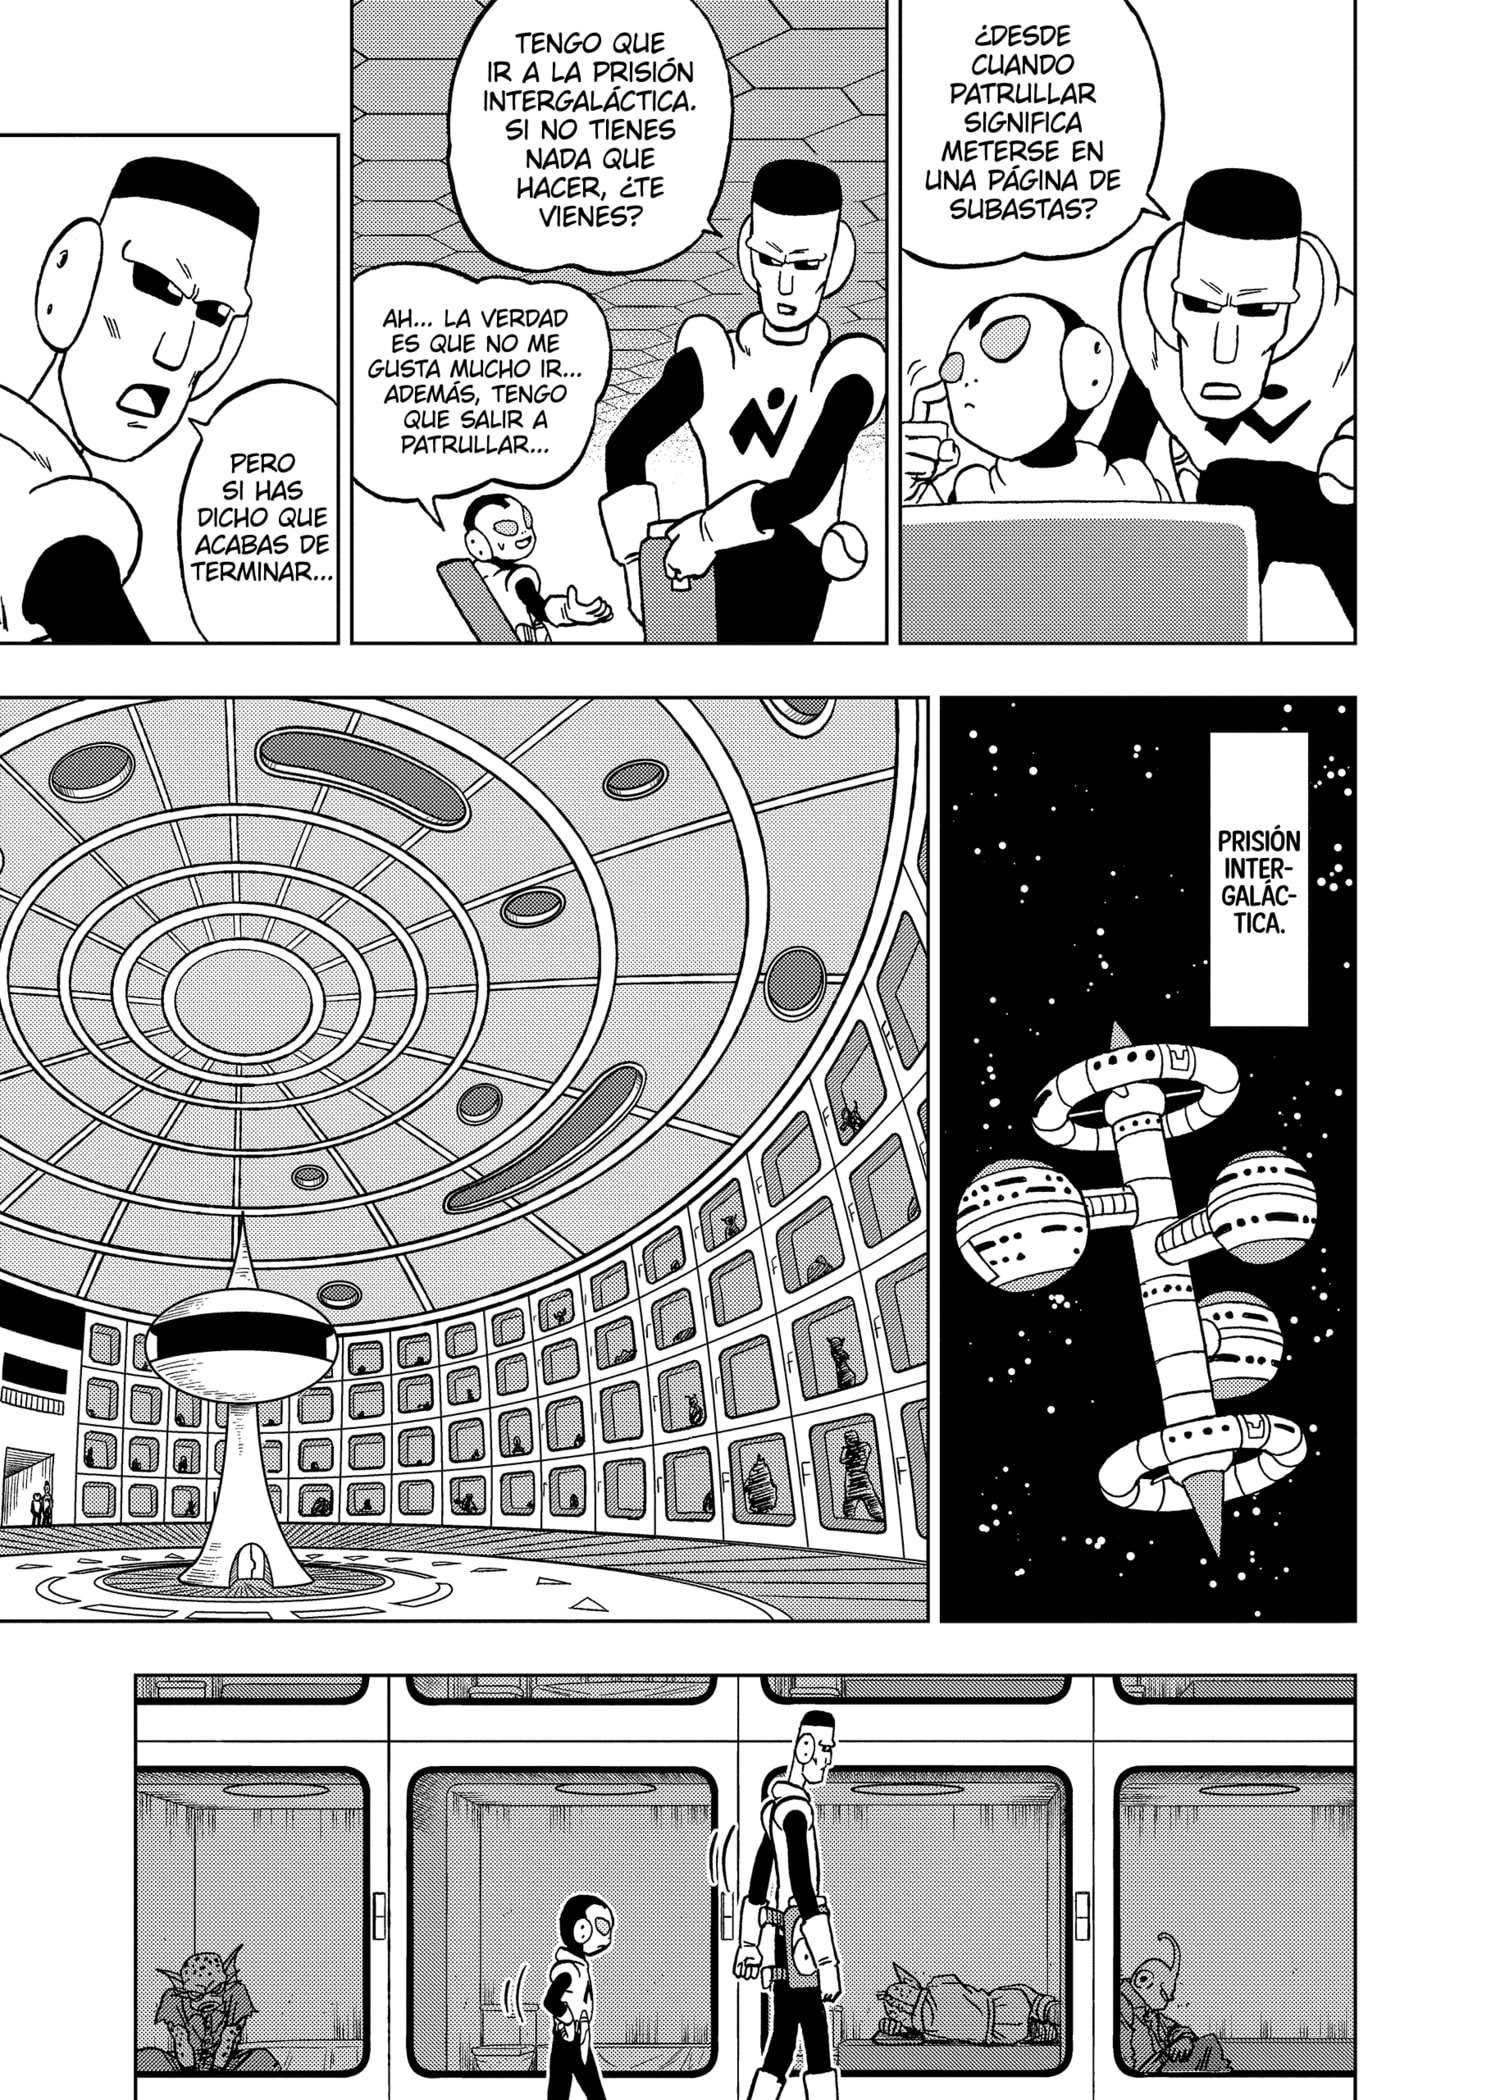 ¿DESDE
CUANDO
PATRULLAR
SIGNIFICA
METERSE EN
UNA PÁGINA DE
SUBASTAS?
TENGO QUE
IR A LA PRISIÓN
INTERGALÁCTICA.
SI NO TIENES
NADA QUE
HACER, ¿TE
VIENES?
AH... LA VERDAD
ES QUE NO ME
GUSTA MUCHO IR...
ADEMÁS, TENGO
QUE SALIR A
PATRULLAR...
PERO
SI HAS
DICHO QUE
ACABAS DE
TERMINAR...
PRISIÓN
INTER-
GALÁC-
TICA.